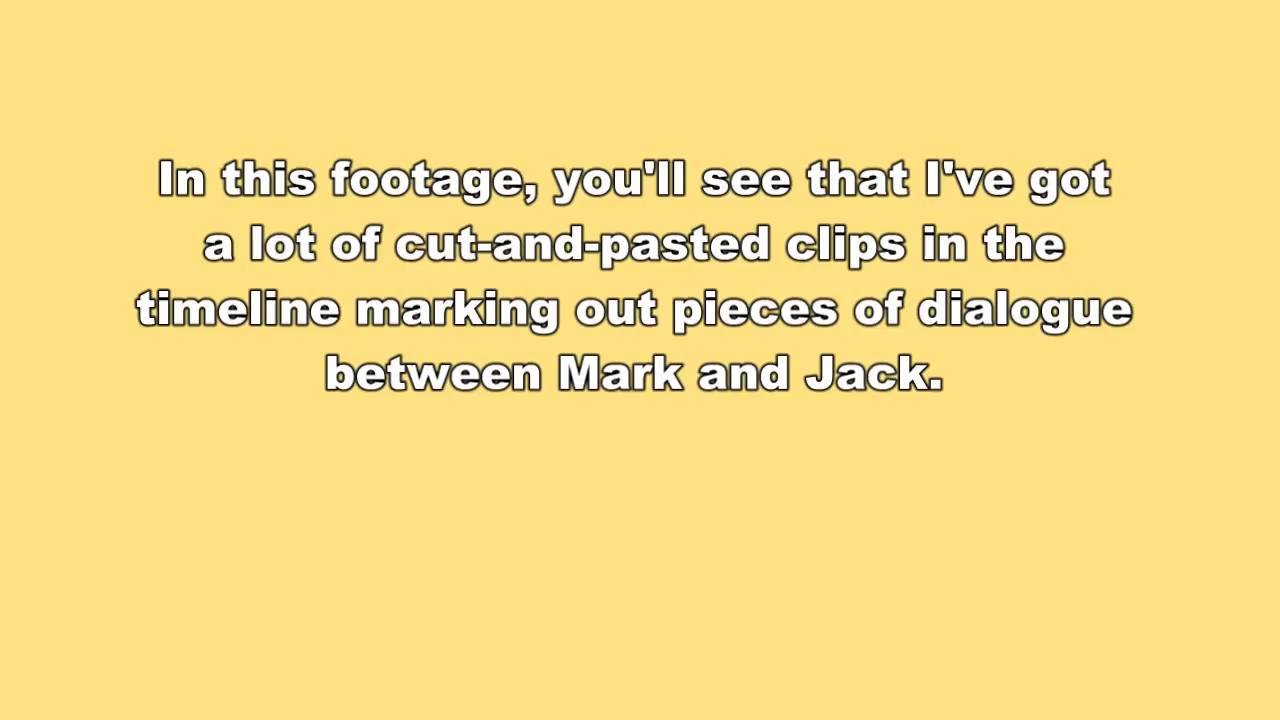 In this footage, you'll see that I've got
a lot of cut-and-pasted clips in the
timeline marking out pieces of dialogue
between Mark and Jack.